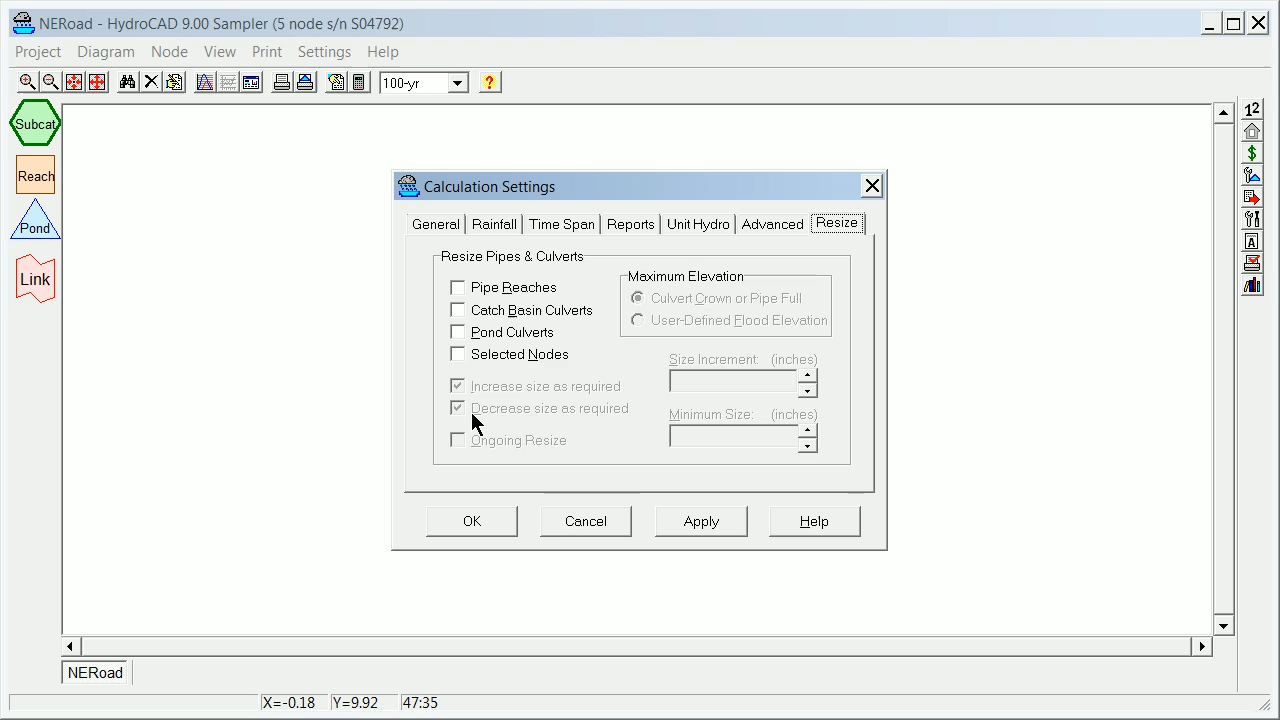 NERoad - HydroCAD 9.00 Sampler (5 node s/n S04792)
Project Diagram Node View Print Settings Help
100-yr ?
Subcat
Reach
Pond
Link
12
$
A
Calculation Settings
General Rainfall Time Span Reports Unit Hydro Advanced Resize
Resize Pipes & Culverts
Pipe Reaches
Catch Basin Culverts
Pond Culverts
Selected Nodes
Increase size as required
Decrease size as required
Ongoing Resize
Maximum Elevation
Culvert Crown or Pipe Full
User-Defined Flood Elevation
Size Increment: (inches)
Minimum Size: (inches)
OK Cancel Apply Help
NERoad
X=-0.18 Y=9.92 47:35